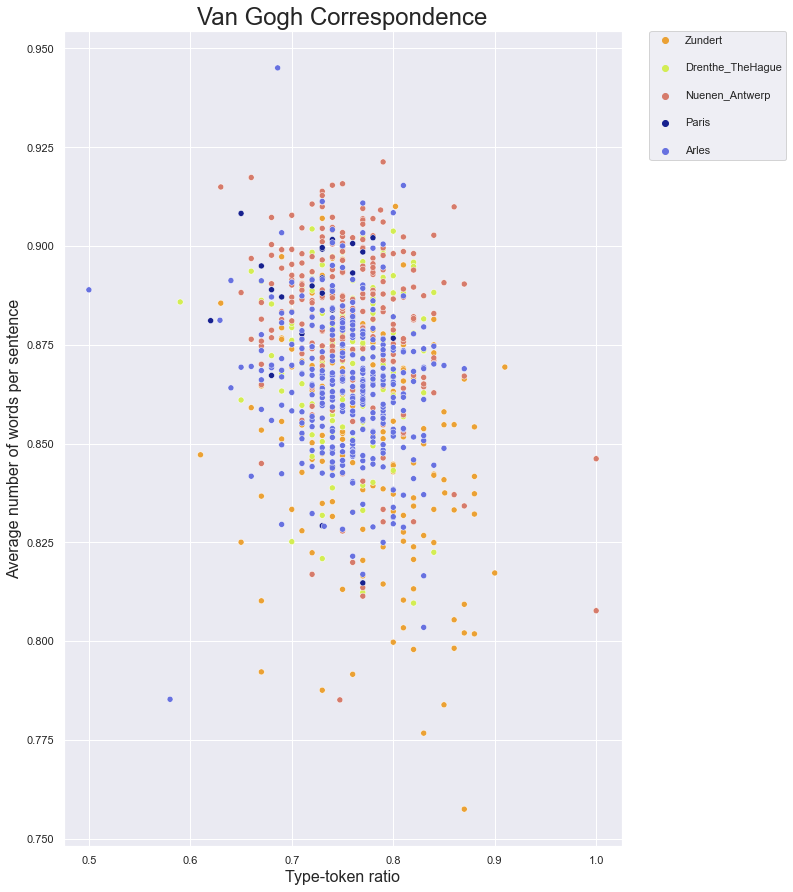 Van Gogh Correspondence
Zundert
Drenthe_TheHague
Nuenen_Antwerp
Paris
Arles
Average number of words per sentence
0.950
0.925
0.900
0.875
0.850
0.825
0.800
0.775
0.750
0.5 0.6 0.7 0.8 0.9 1.0
Type-token ratio